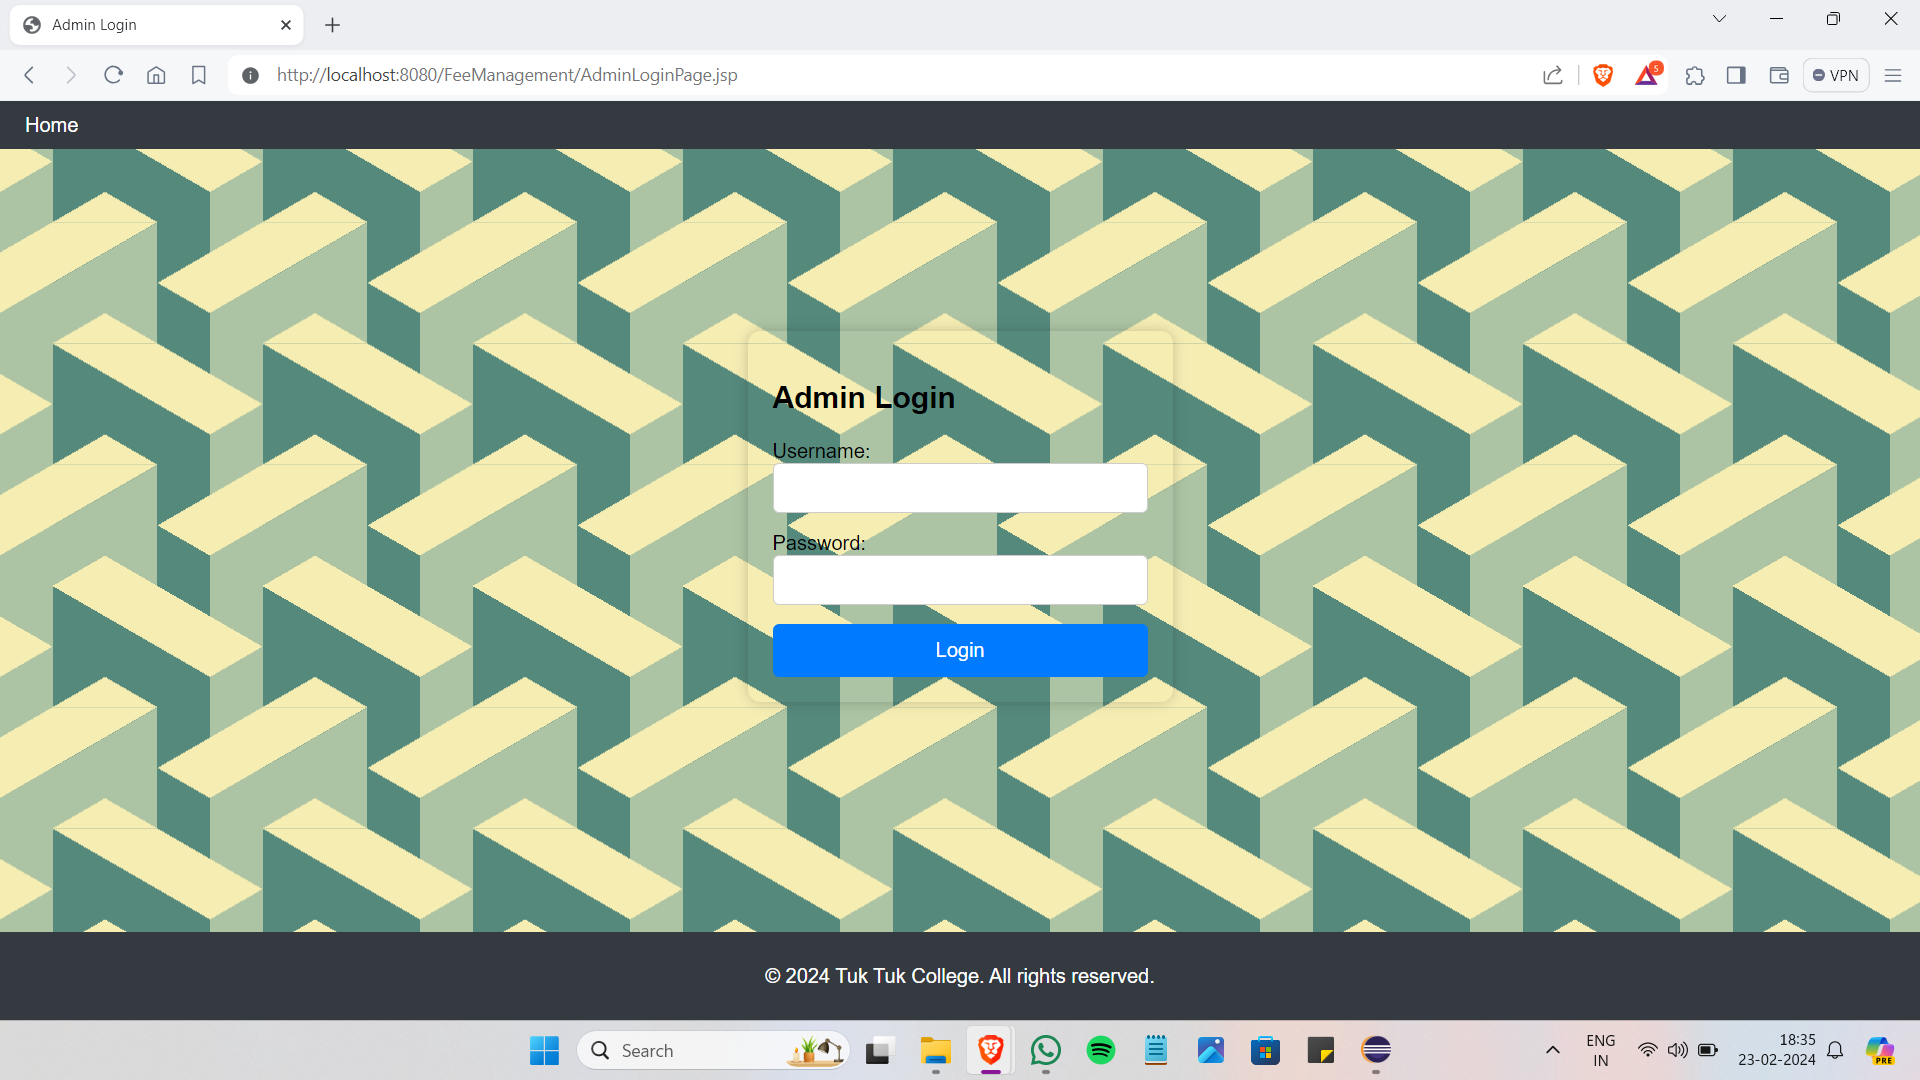 Admin Login
http://localhost:8080/FeeManagement/AdminLoginPage.jsp
5
VPN
Home
Admin Login
Username:
Password:
Login
© 2024 Tuk Tuk College. All rights reserved.
Search
ENG
IN
18:35
23-02-2024
PRE